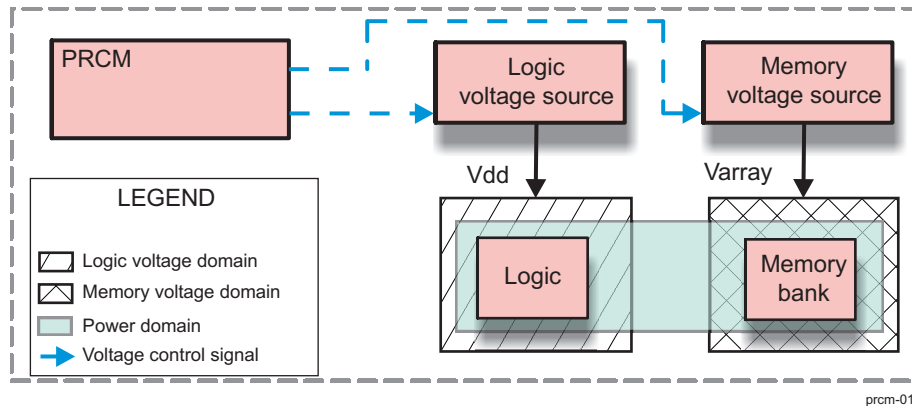 PRCM
Logic
voltage source
Memory
voltage source
Vdd
Varray
LEGEND
Logic voltage domain
Memory voltage domain
Power domain
Voltage control signal
Logic
Memory
bank
prcm-01